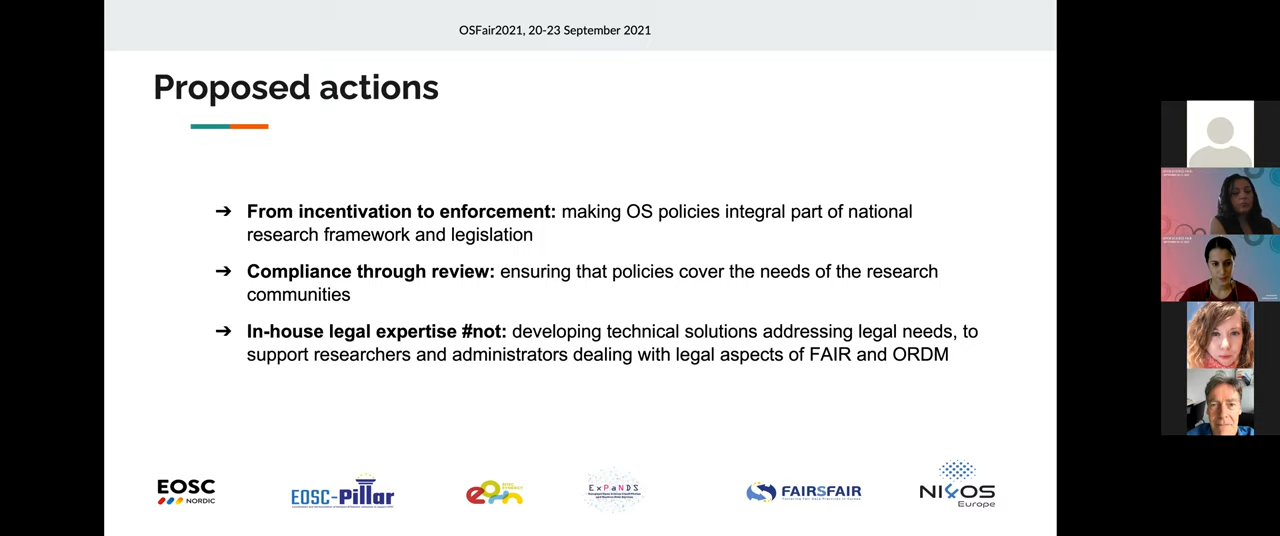 OSFair2021, 20-23 September 2021
Proposed actions
➔ From incentivation to enforcement: making OS policies integral part of national
research framework and legislation
➔ Compliance through review: ensuring that policies cover the needs of the research
communities
➔ In-house legal expertise #not: developing technical solutions addressing legal needs, to
support researchers and administrators dealing with legal aspects of FAIR and ORDM
EOSC
NORDIC
EOSC-Pillar
EOSC SYNERGY
ExPaNDS
FAIRSFAIR
NI4OS
Europe